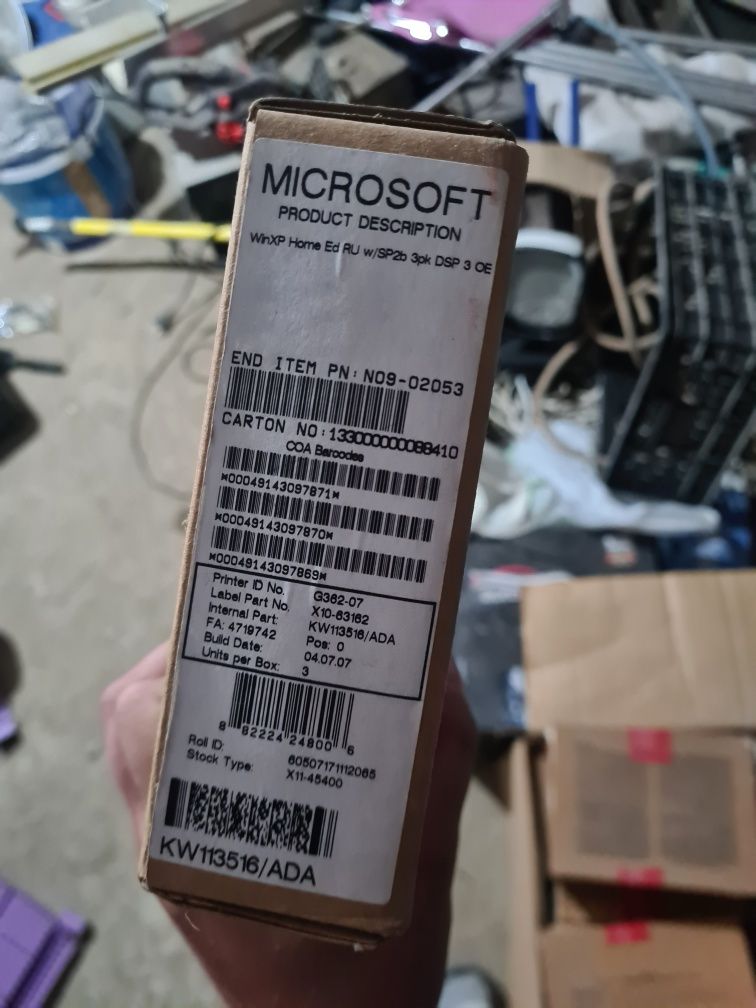 MICROSOFT
PRODUCT DESCRIPTION
WinXP Home Ed RU w/SP2b 3pk DSP 3 OE
END ITEM PN: N09-02053
CARTON NO:133000000088410
COA Barcodes
*00049143097871*
*00049143097870*
*00049143097869*
Printer ID No. G362-07
Label Part No. X10-63162
Internal Part: KW113516/ADA
FA: 4719742 Pos: 0
Build Date: 04.07.07
Units per Box: 3
8 82224 24800 6
Roll ID: 60507171112065
Stock Type: X11-45400
KW113516/ADA